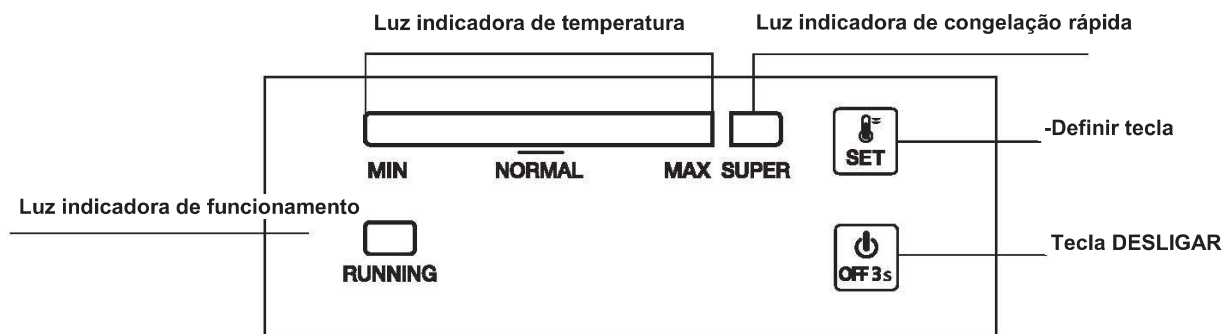 Luz indicadora de temperatura
Luz indicadora de congelação rápida
-Definir tecla
SET
MIN NORMAL MAX SUPER
Luz indicadora de funcionamento
RUNNING
Tecla DESLIGAR
OFF 3s